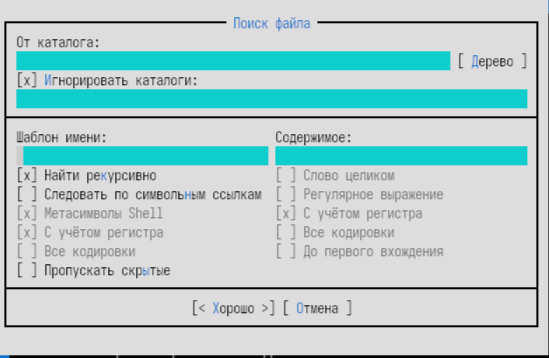 Поиск файла
От каталога:
[ Дерево ]
[x] Игнорировать каталоги:
Шаблон имени: Содержимое:
[x] Найти рекурсивно [ ] Слово целиком
[ ] Следовать по символьным ссылкам [ ] Регулярное выражение
[x] Метасимволы Shell [x] С учётом регистра
[x] С учётом регистра [ ] Все кодировки
[ ] Все кодировки [ ] До первого вхождения
[ ] Пропускать скрытые
[< Хорошо >] [ Отмена ]